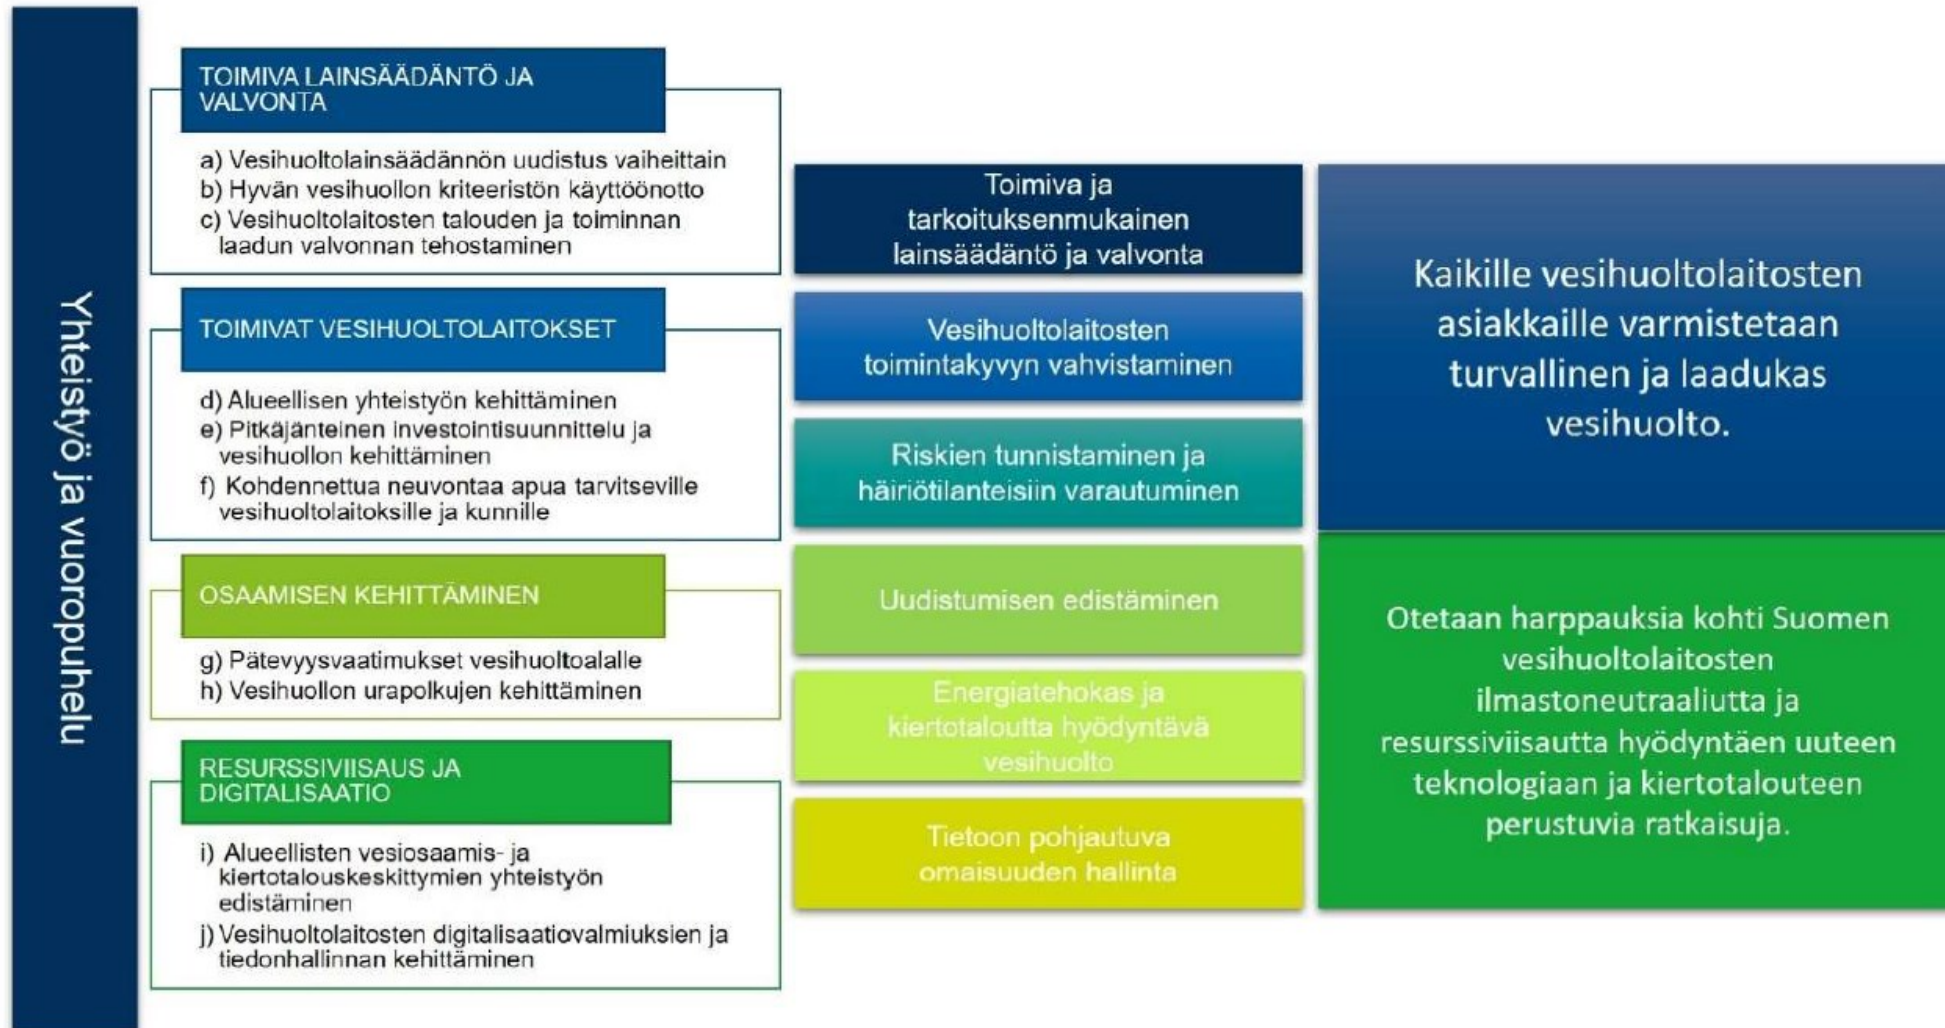 Yhteistyö ja vuoropuhelu
TOIMIVA LAINSÄÄDÄNTÖ JA
VALVONTA
a) Vesihuoltolainsäädännön uudistus vaiheittain
b) Hyvän vesihuollon kriteeristön käyttöönotto
c) Vesihuoltolaitosten talouden ja toiminnan
laadun valvonnan tehostaminen
TOIMIVAT VESIHUOLTOLAITOKSET
d) Alueellisen yhteistyön kehittäminen
e) Pitkäjänteinen investointisuunnittelu ja
vesihuollon kehittäminen
f) Kohdennettua neuvontaa apua tarvitseville
vesihuoltolaitoksille ja kunnille
OSAAMISEN KEHITTÄMINEN
g) Pätevyysvaatimukset vesihuoltoalalle
h) Vesihuollon urapolkujen kehittäminen
RESURSSIVIISAUS JA
DIGITALISAATIO
i) Alueellisten vesiosaamis- ja
kiertotalouskeskittymien yhteistyön
edistäminen
j) Vesihuoltolaitosten digitalisaatiovalmiuksien ja
tiedonhallinnan kehittäminen
Toimiva ja
tarkoituksenmukainen
lainsäädäntö ja valvonta
Vesihuoltolaitosten
toimintakyvyn vahvistaminen
Riskien tunnistaminen ja
häiriötilanteisiin varautuminen
Uudistumisen edistäminen
Energiatehokas ja
kiertotaloutta hyödyntävä
vesihuolto
Tietoon pohjautuva
omaisuuden hallinta
Kaikille vesihuoltolaitosten
asiakkaille varmistetaan
turvallinen ja laadukas
vesihuolto.
Otetaan harppauksia kohti Suomen
vesihuoltolaitosten
ilmastoneutraaliutta ja
resurssiviisautta hyödyntäen uuteen
teknologiaan ja kiertotalouteen
perustuvia ratkaisuja.